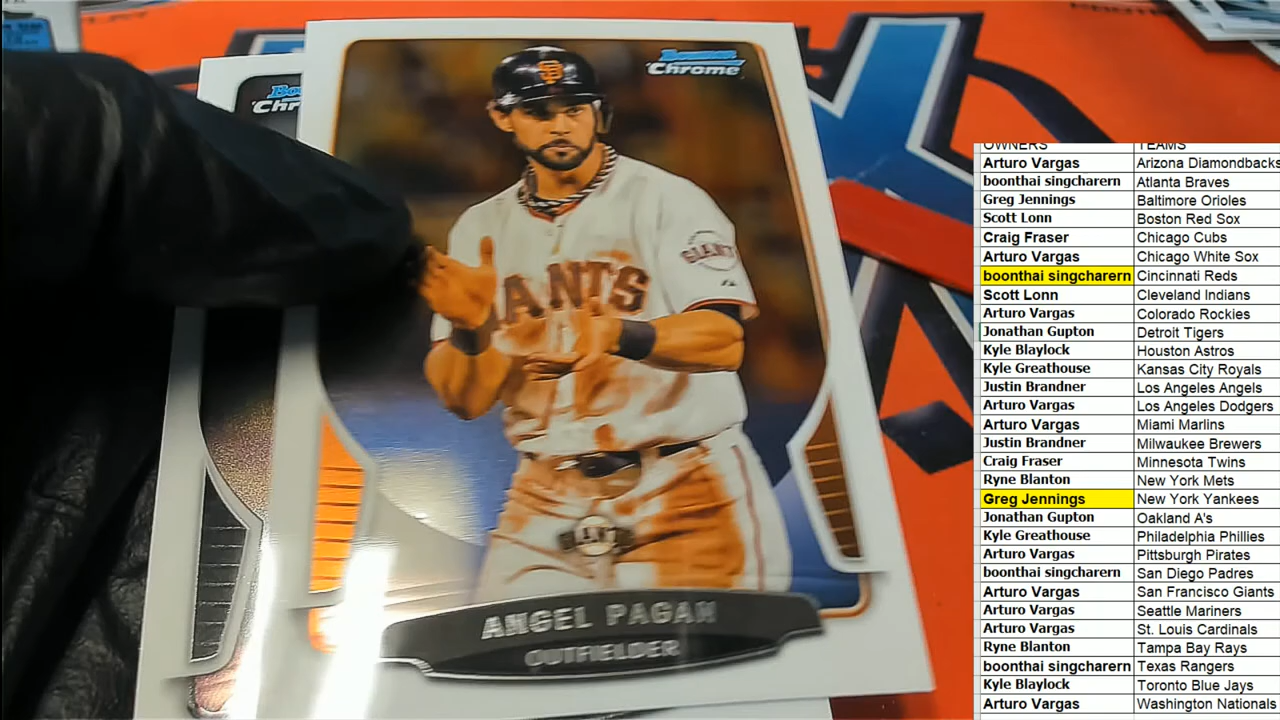 Bowman
Chrome
Bo
Chr
SF
GIANTS
ANTS
GIANTS
ANGEL PAGAN
OUTFIELDER
OWNERS TEAMS
Arturo Vargas Arizona Diamondbacks
boonthai singcharern Atlanta Braves
Greg Jennings Baltimore Orioles
Scott Lonn Boston Red Sox
Craig Fraser Chicago Cubs
Arturo Vargas Chicago White Sox
boonthai singcharern Cincinnati Reds
Scott Lonn Cleveland Indians
Arturo Vargas Colorado Rockies
Jonathan Gupton Detroit Tigers
Kyle Blaylock Houston Astros
Kyle Greathouse Kansas City Royals
Justin Brandner Los Angeles Angels
Arturo Vargas Los Angeles Dodgers
Arturo Vargas Miami Marlins
Justin Brandner Milwaukee Brewers
Craig Fraser Minnesota Twins
Ryne Blanton New York Mets
Greg Jennings New York Yankees
Jonathan Gupton Oakland A's
Kyle Greathouse Philadelphia Phillies
Arturo Vargas Pittsburgh Pirates
boonthai singcharern San Diego Padres
Arturo Vargas San Francisco Giants
Arturo Vargas Seattle Mariners
Arturo Vargas St. Louis Cardinals
Ryne Blanton Tampa Bay Rays
boonthai singcharern Texas Rangers
Kyle Blaylock Toronto Blue Jays
Arturo Vargas Washington Nationals